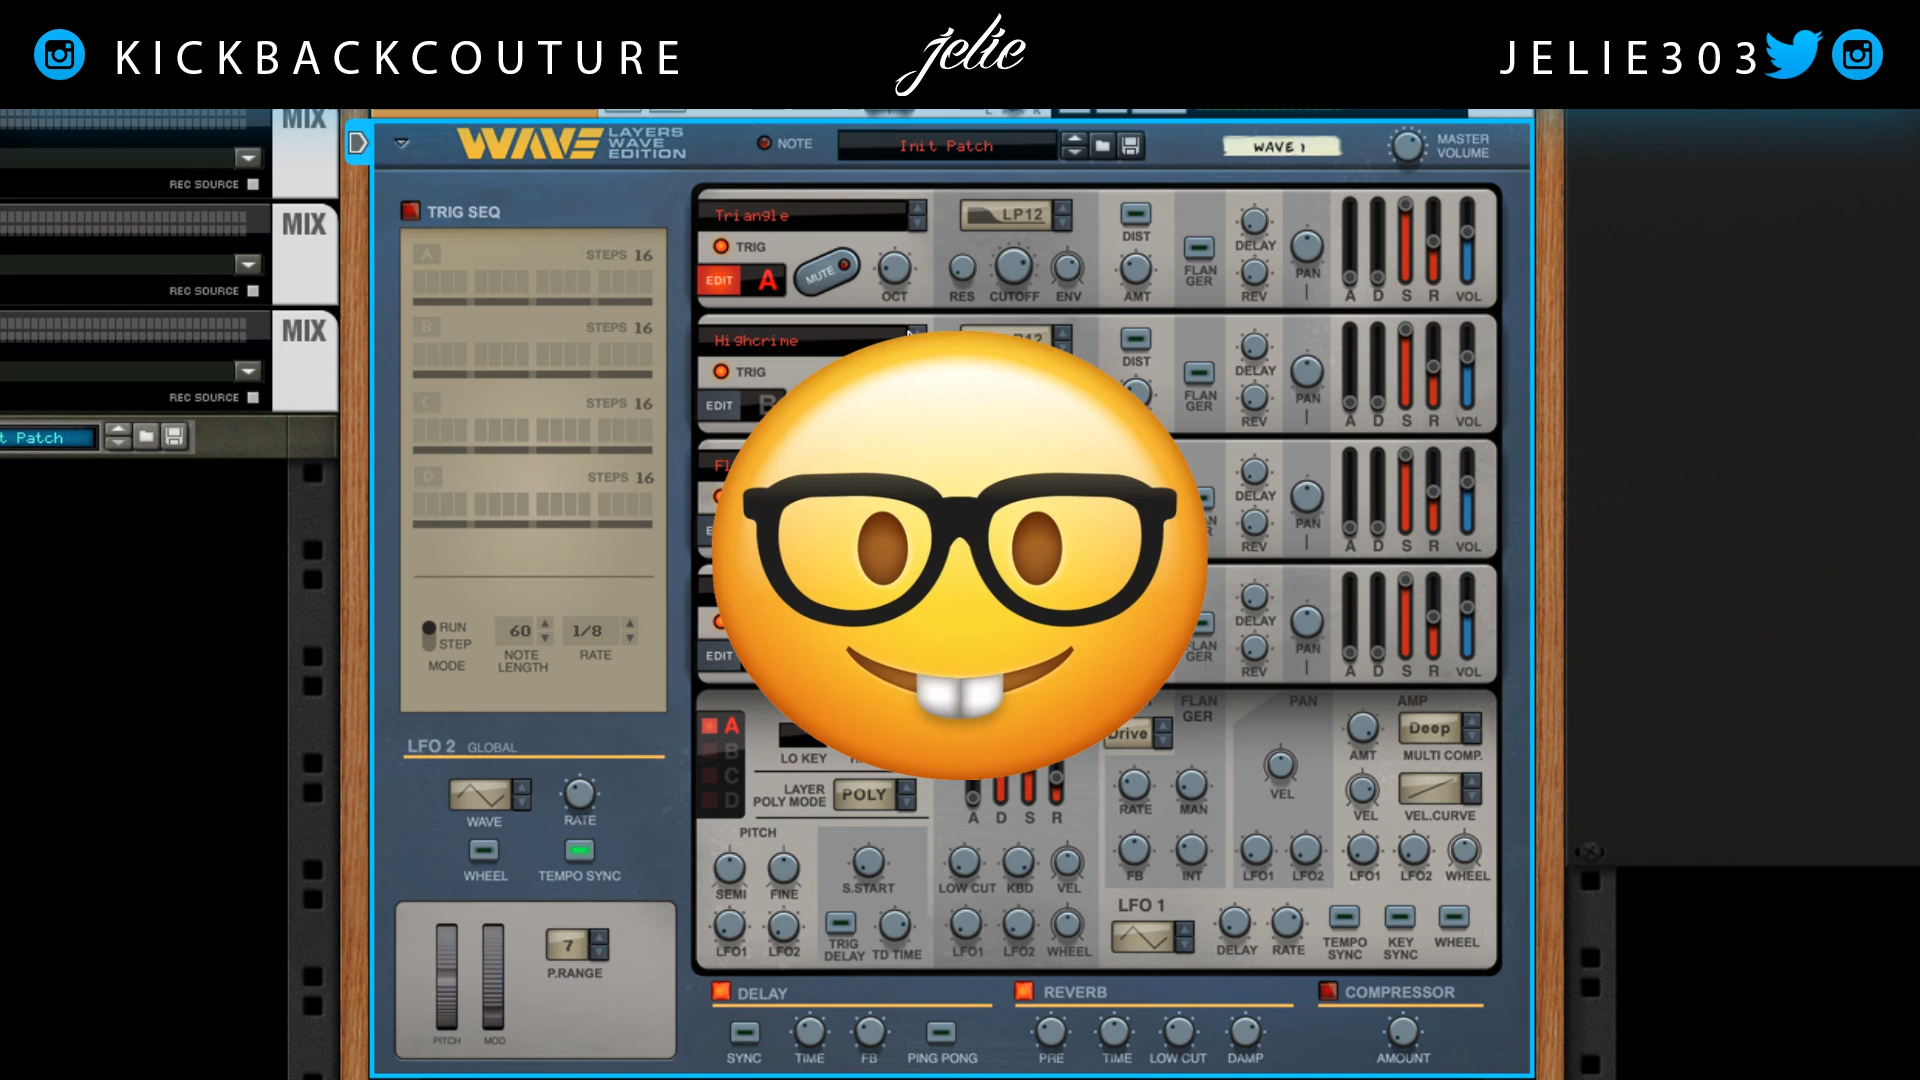 KICKBACKCOUTURE
jelie
JELIE303
MIX
REC SOURCE
MIX
REC SOURCE
MIX
REC SOURCE
t Patch
WAVE LAYERS WAVE EDITION
NOTE
Init Patch
WAVE 1
MASTER VOLUME
TRIG SEQ
A STEPS 16
B STEPS 16
C STEPS 16
D STEPS 16
RUN
STEP
MODE
60
NOTE LENGTH
1/8
RATE
LFO 2 GLOBAL
WAVE
RATE
WHEEL
TEMPO SYNC
PITCH
MOD
7
P.RANGE
Triangle
TRIG
EDIT A
MUTE
OCT
LP12
RES CUTOFF ENV
DIST
AMT
FLAN GER
DELAY
REV
PAN
A D S R VOL
Highcrime
TRIG
EDIT
DIST
FLAN GER
DELAY
REV
PAN
A D S R VOL
DELAY
REV
PAN
A D S R VOL
EDIT
GER
DELAY
REV
PAN
A D S R VOL
A
B
C
D
LO KEY
LAYER POLY MODE
POLY
PITCH
SEMI FINE
LFO1 LFO2
S.START
TRIG DELAY
TD TIME
A D S R
LOW CUT KBD VEL
LFO1 LFO2 WHEEL
Drive
FLAN GER
RATE MAN
FB INT
PAN
VEL
LFO1 LFO2
AMP
AMT
Deep
MULTI COMP.
VEL
VEL.CURVE
LFO1 LFO2 WHEEL
LFO 1
DELAY RATE
TEMPO SYNC
KEY SYNC
WHEEL
DELAY
SYNC TIME FB PING PONG
REVERB
PRE TIME LOW CUT DAMP
COMPRESSOR
AMOUNT